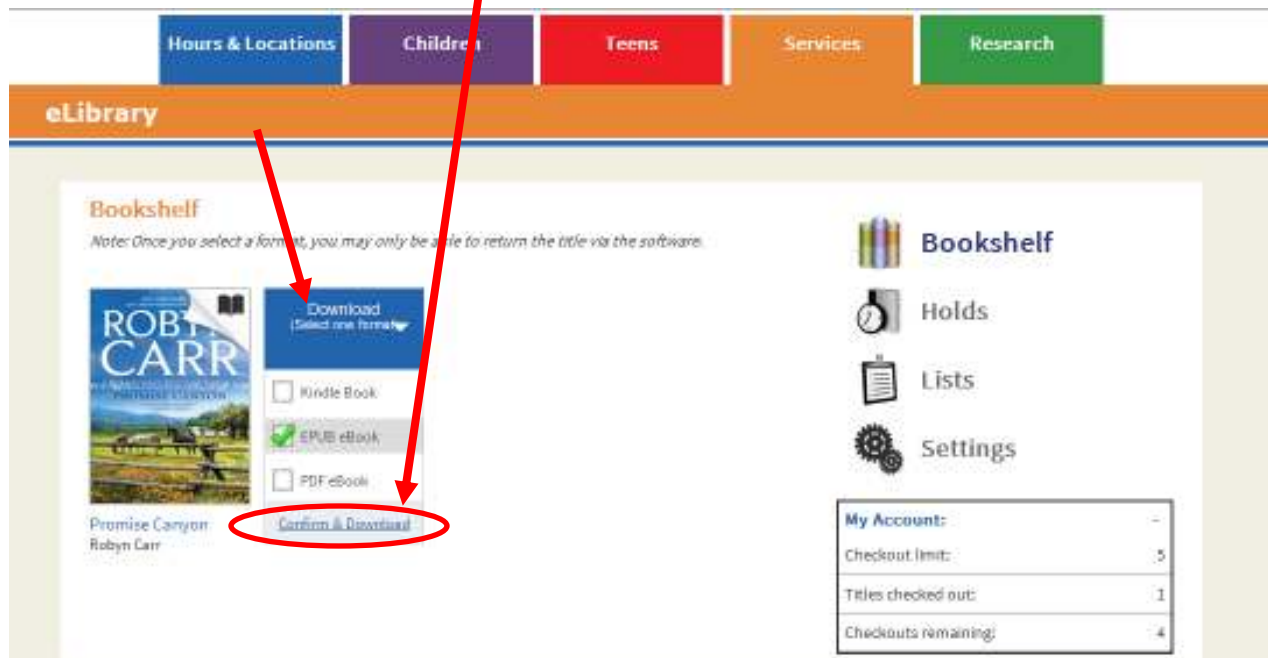 Hours & Locations
Children
Teens
Services
Research
eLibrary
Bookshelf
Note: Once you select a format, you may only be able to return the title via the software.
ROBYN
CARR
Download
(Select one format)
Kindle Book
EPUB eBook
PDF eBook
Confirm & Download
Promise Canyon
Robyn Carr
Bookshelf
Holds
Lists
Settings
My Account: -
Checkout limit: 5
Titles checked out: 1
Checkouts remaining: 4